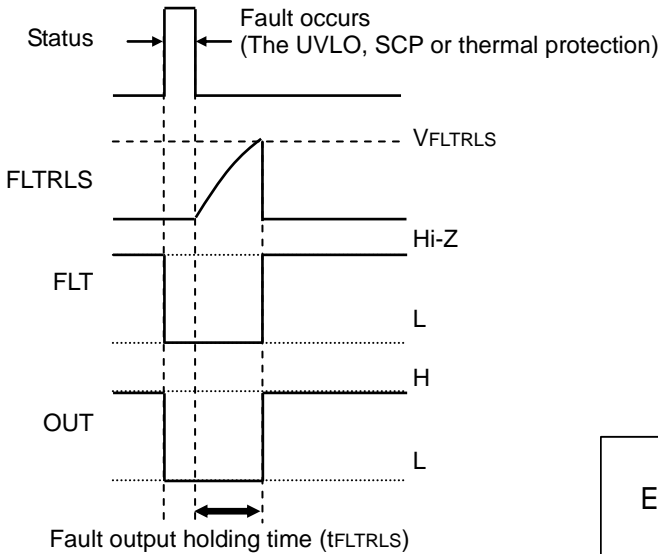 Status
Fault occurs
(The UVLO, SCP or thermal protection)
VFLTRLS
FLTRLS
Hi-Z
FLT
L
H
OUT
L
E
Fault output holding time (tFLTRLS)